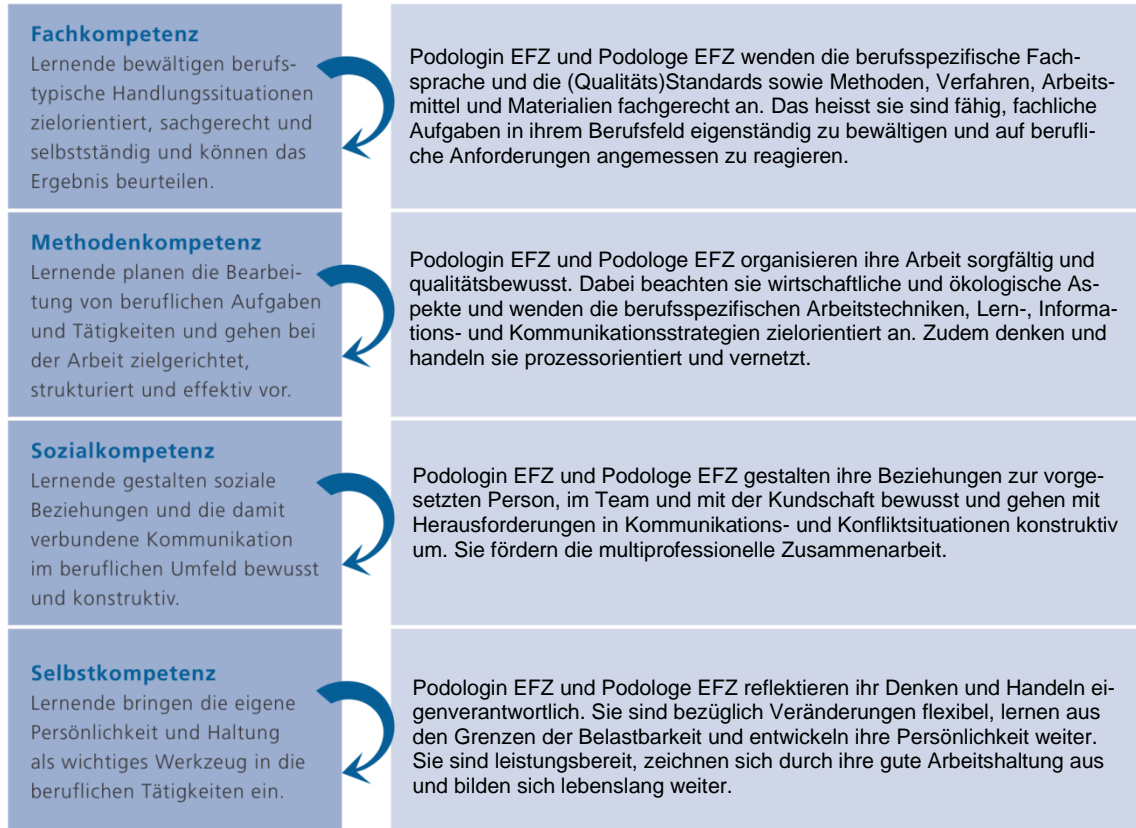 Fachkompetenz
Lernende bewältigen berufs-
typische Handlungssituationen
zielorientiert, sachgerecht und
selbstständig und können das
Ergebnis beurteilen.
Podologin EFZ und Podologe EFZ wenden die berufsspezifische Fach-
sprache und die (Qualitäts)Standards sowie Methoden, Verfahren, Arbeits-
mittel und Materialien fachgerecht an. Das heisst sie sind fähig, fachliche
Aufgaben in ihrem Berufsfeld eigenständig zu bewältigen und auf berufli-
che Anforderungen angemessen zu reagieren.
Methodenkompetenz
Lernende planen die Bearbei-
tung von beruflichen Aufgaben
und Tätigkeiten und gehen bei
der Arbeit zielgerichtet,
strukturiert und effektiv vor.
Podologin EFZ und Podologe EFZ organisieren ihre Arbeit sorgfältig und
qualitätsbewusst. Dabei beachten sie wirtschaftliche und ökologische As-
pekte und wenden die berufsspezifischen Arbeitstechniken, Lern-, Informa-
tions- und Kommunikationsstrategien zielorientiert an. Zudem denken und
handeln sie prozessorientiert und vernetzt.
Sozialkompetenz
Lernende gestalten soziale
Beziehungen und die damit
verbundene Kommunikation
im beruflichen Umfeld bewusst
und konstruktiv.
Podologin EFZ und Podologe EFZ gestalten ihre Beziehungen zur vorge-
setzten Person, im Team und mit der Kundschaft bewusst und gehen mit
Herausforderungen in Kommunikations- und Konfliktsituationen konstruktiv
um. Sie fördern die multiprofessionelle Zusammenarbeit.
Selbstkompetenz
Lernende bringen die eigene
Persönlichkeit und Haltung
als wichtiges Werkzeug in die
beruflichen Tätigkeiten ein.
Podologin EFZ und Podologe EFZ reflektieren ihr Denken und Handeln ei-
genverantwortlich. Sie sind bezüglich Veränderungen flexibel, lernen aus
den Grenzen der Belastbarkeit und entwickeln ihre Persönlichkeit weiter.
Sie sind leistungsbereit, zeichnen sich durch ihre gute Arbeitshaltung aus
und bilden sich lebenslang weiter.